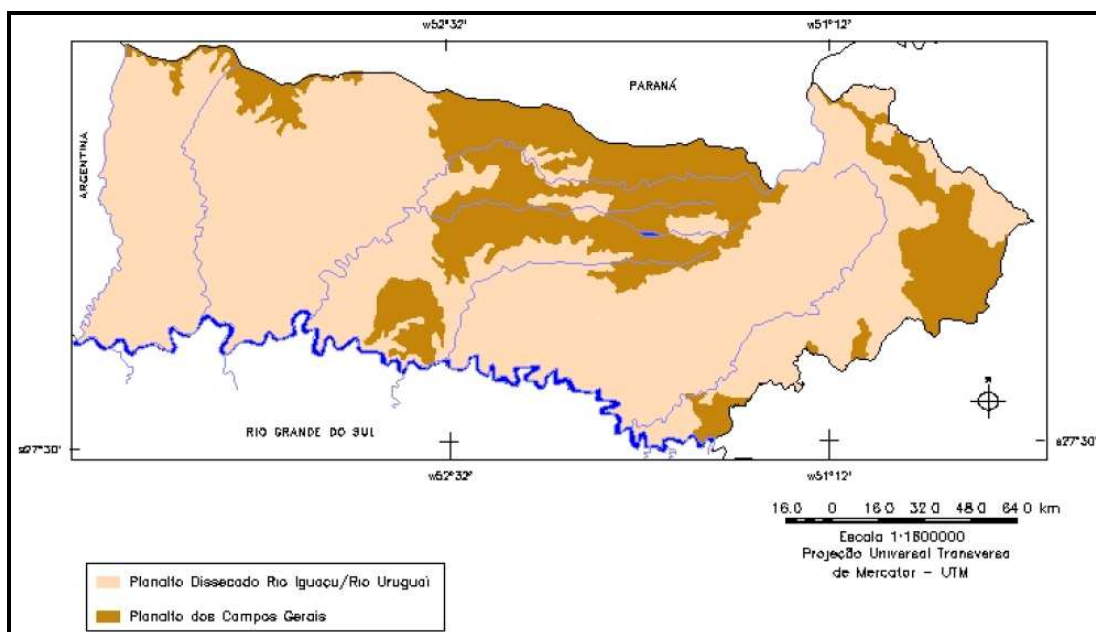 w52°32' w51°12'
PARANÁ
ARGENTINA
RIO GRANDE DO SUL
s27°30' s27°30'
w52°32' w51°12'
16.0 0 16.0 32.0 48.0 64.0 km
Escala 1:1600000
Projeção Universal Transversa
de Mercator - UTM
Planalto Dissecado Rio Iguaçu/Rio Uruguai
Planalto dos Campos Gerais